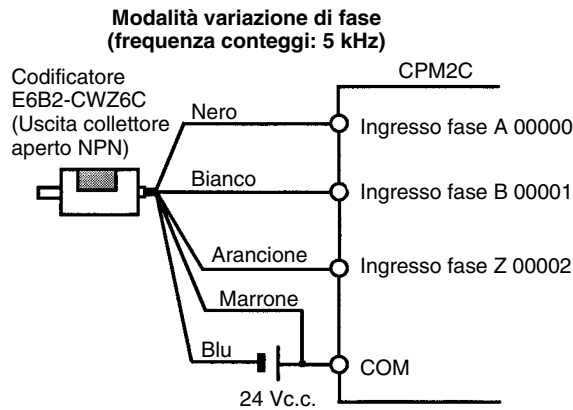 Modalità variazione di fase
(frequenza conteggi: 5 kHz)
Codificatore
E6B2-CWZ6C
(Uscita collettore
aperto NPN)
CPM2C
Nero
Ingresso fase A 00000
Bianco
Ingresso fase B 00001
Arancione
Ingresso fase Z 00002
Marrone
Blu
COM
24 Vc.c.